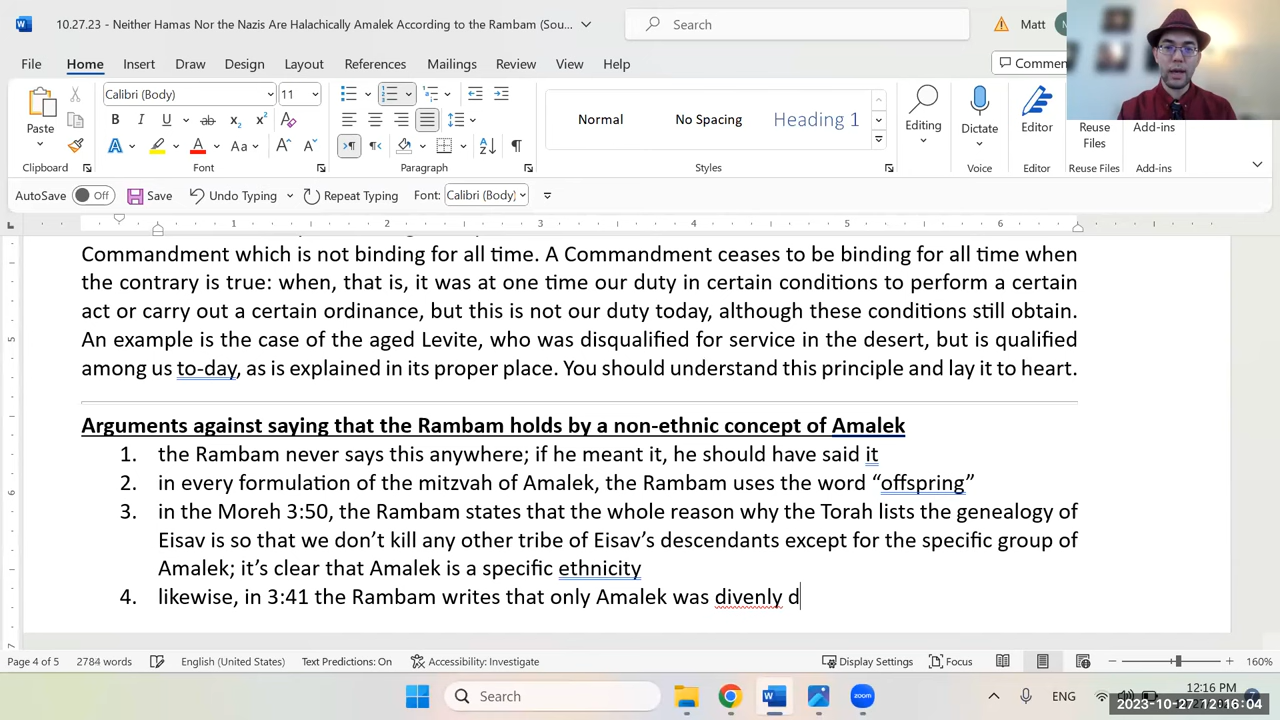 10.27.23 - Neither Hamas Nor the Nazis Are Halachically Amalek According to the Rambam (Sou...
Search
Matt
File Home Insert Draw Design Layout References Mailings Review View Help
Paste
Calibri (Body) 11
Normal No Spacing Heading 1
Editing
Dictate
Editor
Reuse Files
Add-ins
Clipboard Font Paragraph Styles Voice Editor Reuse Files Add-ins
AutoSave Off Save Undo Typing Repeat Typing Font: Calibri (Body)
1 2 3 4 5 6
Commandment which is not binding for all time. A Commandment ceases to be binding for all time when
the contrary is true: when, that is, it was at one time our duty in certain conditions to perform a certain
act or carry out a certain ordinance, but this is not our duty today, although these conditions still obtain.
An example is the case of the aged Levite, who was disqualified for service in the desert, but is qualified
among us to-day, as is explained in its proper place. You should understand this principle and lay it to heart.
Arguments against saying that the Rambam holds by a non-ethnic concept of Amalek
1. the Rambam never says this anywhere; if he meant it, he should have said it
2. in every formulation of the mitzvah of Amalek, the Rambam uses the word “offspring”
3. in the Moreh 3:50, the Rambam states that the whole reason why the Torah lists the genealogy of
Eisav is so that we don’t kill any other tribe of Eisav’s descendants except for the specific group of
Amalek; it’s clear that Amalek is a specific ethnicity
4. likewise, in 3:41 the Rambam writes that only Amalek was divenly d
Page 4 of 5 2784 words English (United States) Text Predictions: On Accessibility: Investigate Display Settings Focus 160%
Search
zoom
ENG
12:16 PM
2023-10-27 12:16:04